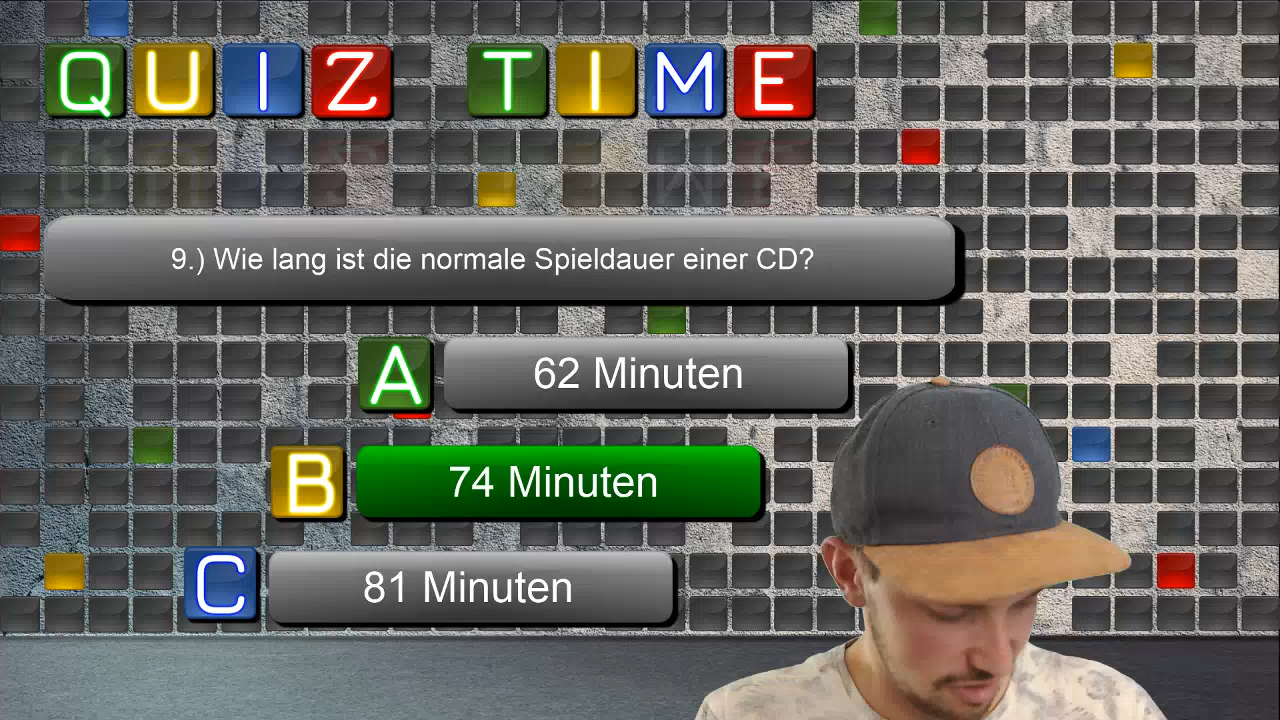 QUIZ TIME
9.) Wie lang ist die normale Spieldauer einer CD?
A 62 Minuten
B 74 Minuten
C 81 Minuten